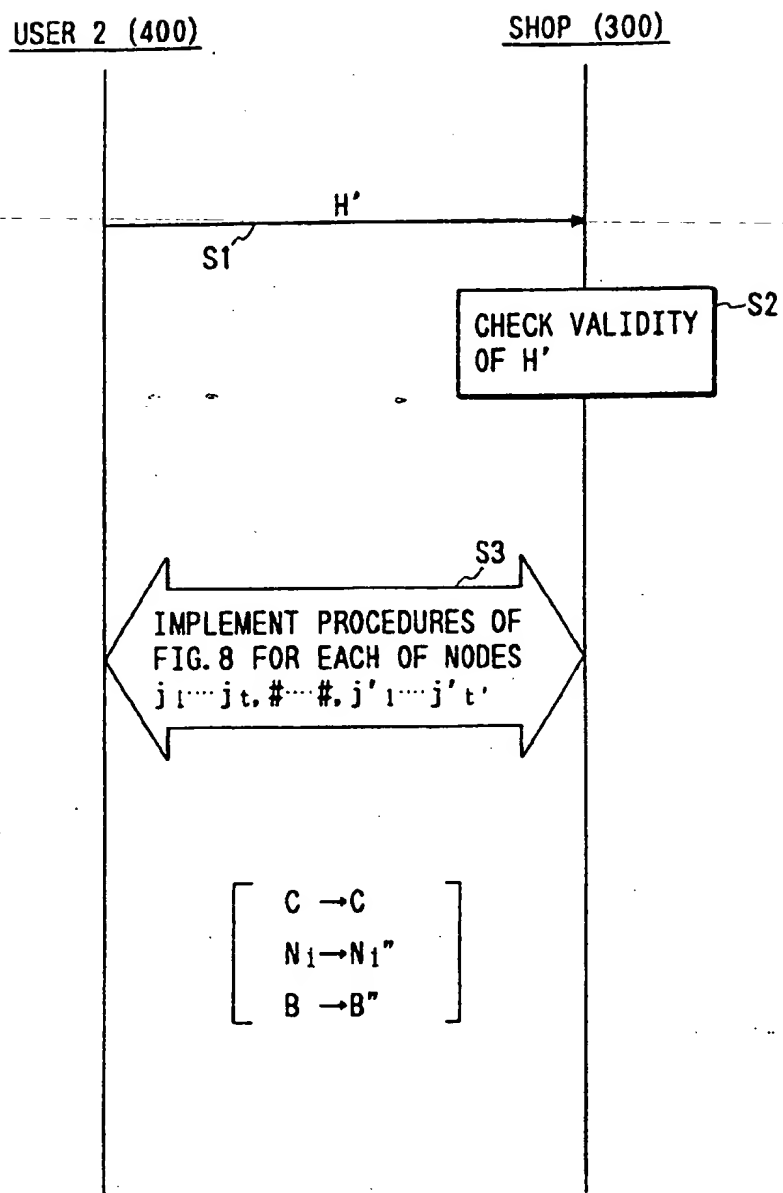 USER 2 (400)
SHOP (300)
H'
S1
S2
CHECK VALIDITY
OF H'
S3
IMPLEMENT PROCEDURES OF
FIG. 8 FOR EACH OF NODES
j1····jt, #····#, j'1····j't'
C → C
Ni → Ni"
B → B"